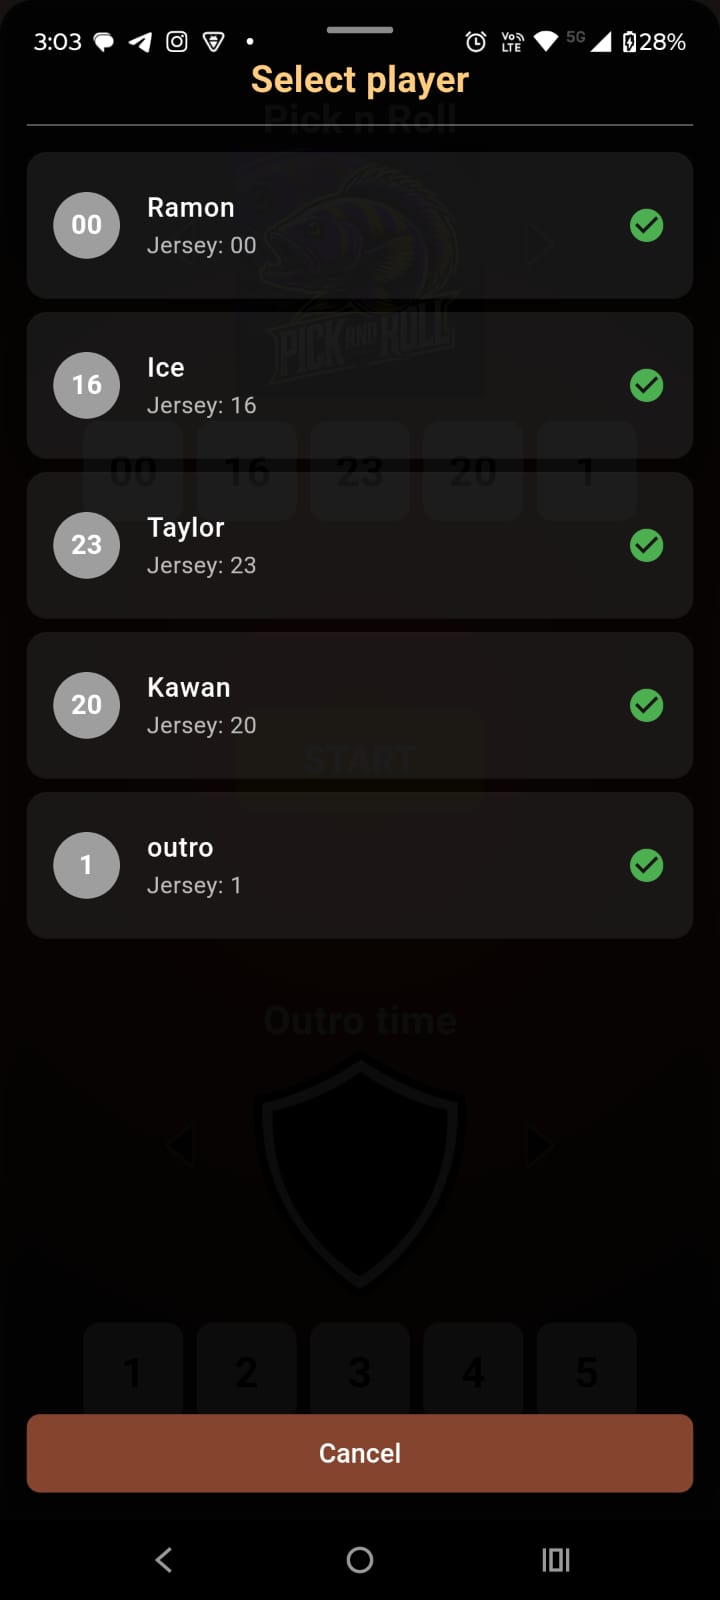 3:03
Vo))
LTE
5G
28%
Select player
Pick n Roll
00
Ramon
Jersey: 00
PICK AND ROLL
16
Ice
Jersey: 16
00 16 23 20 1
23
Taylor
Jersey: 23
20
Kawan
Jersey: 20
START
1
outro
Jersey: 1
Outro time
1 2 3 4 5
Cancel